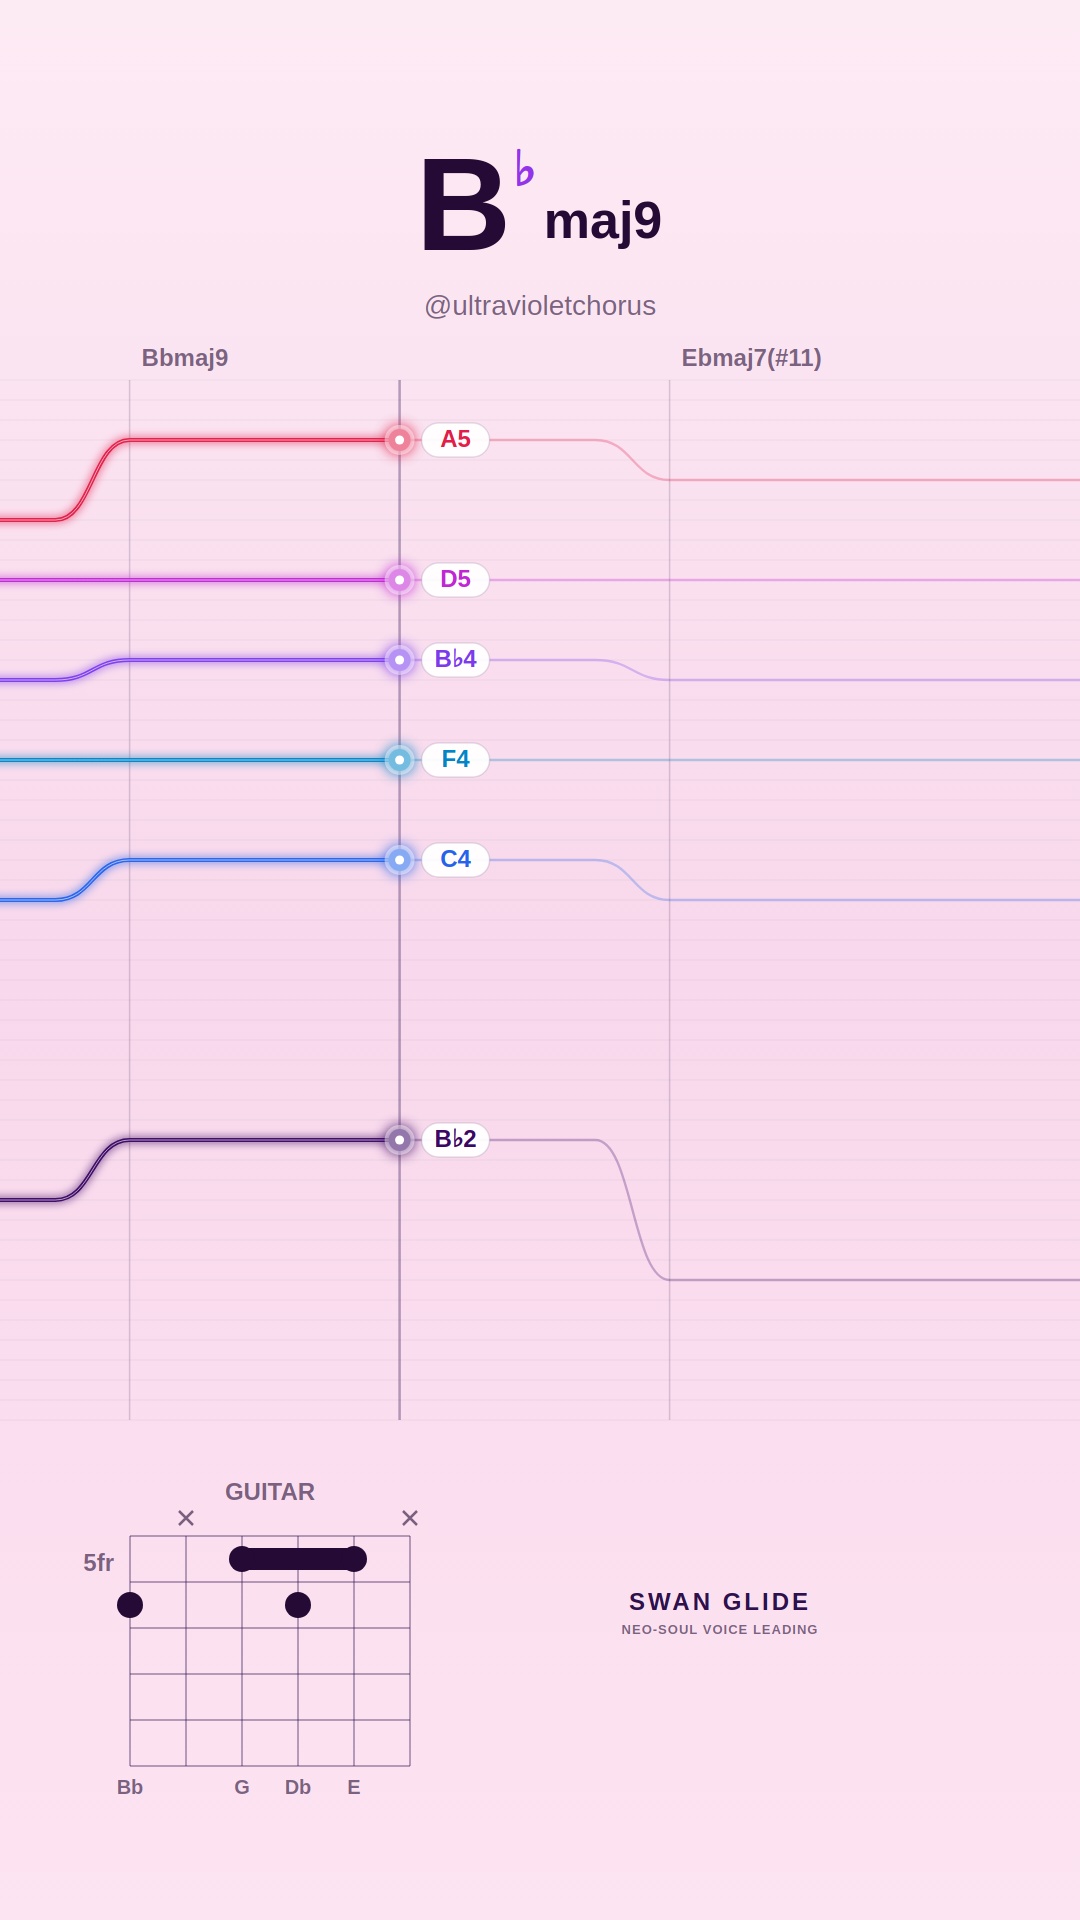 B♭maj9
@ultravioletchorus
Bbmaj9 Ebmaj7(#11)
A5
D5
B♭4
F4
C4
B♭2
GUITAR
× ×
5fr
SWAN GLIDE
NEO-SOUL VOICE LEADING
Bb G Db E